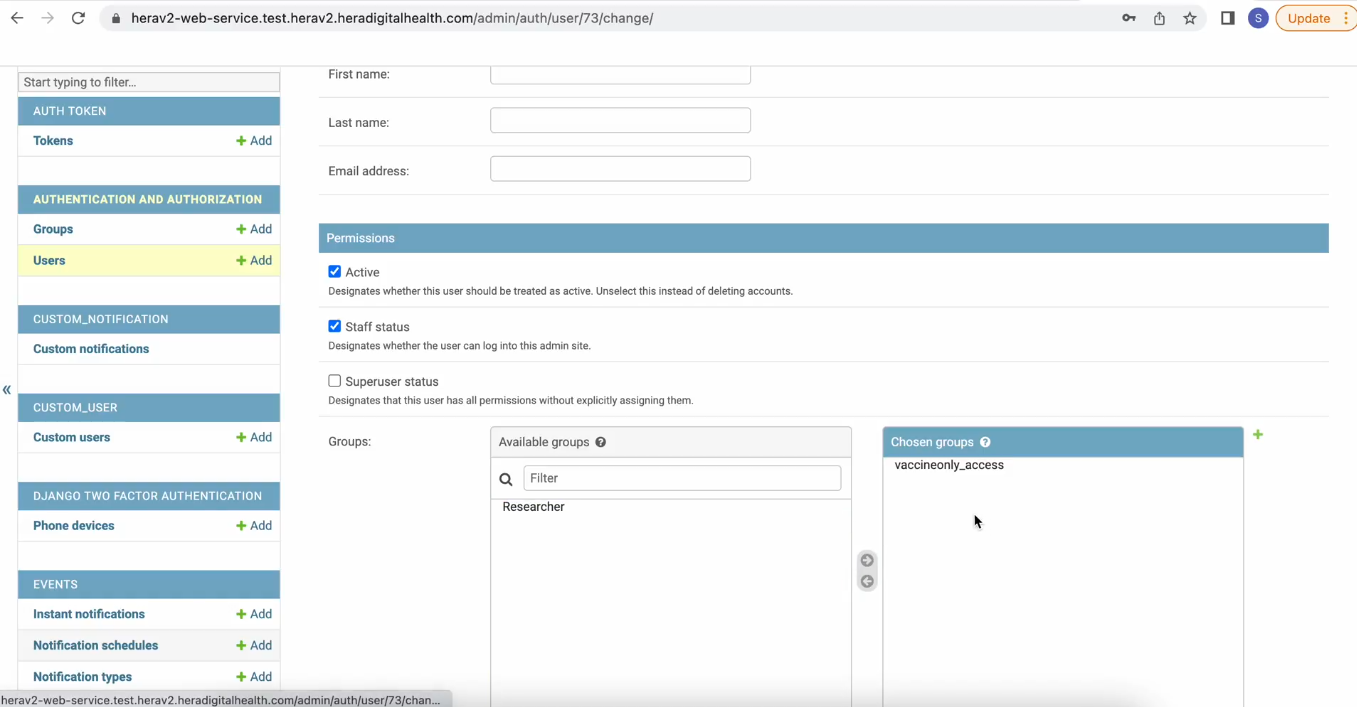 herav2-web-service.test.herav2.heradigitalhealth.com/admin/auth/user/73/change/
S
Update
Start typing to filter...
AUTH TOKEN
Tokens
Add
AUTHENTICATION AND AUTHORIZATION
Groups
Add
Users
Add
CUSTOM_NOTIFICATION
Custom notifications
«
CUSTOM_USER
Custom users
Add
DJANGO TWO FACTOR AUTHENTICATION
Phone devices
Add
EVENTS
Instant notifications
Add
Notification schedules
Add
Notification types
Add
First name:
Last name:
Email address:
Permissions
Active
Designates whether this user should be treated as active. Unselect this instead of deleting accounts.
Staff status
Designates whether the user can log into this admin site.
Superuser status
Designates that this user has all permissions without explicitly assigning them.
Groups:
Available groups ?
Filter
Researcher
Chosen groups ?
vaccineonly_access
herav2-web-service.test.herav2.heradigitalhealth.com/admin/auth/user/73/chan...